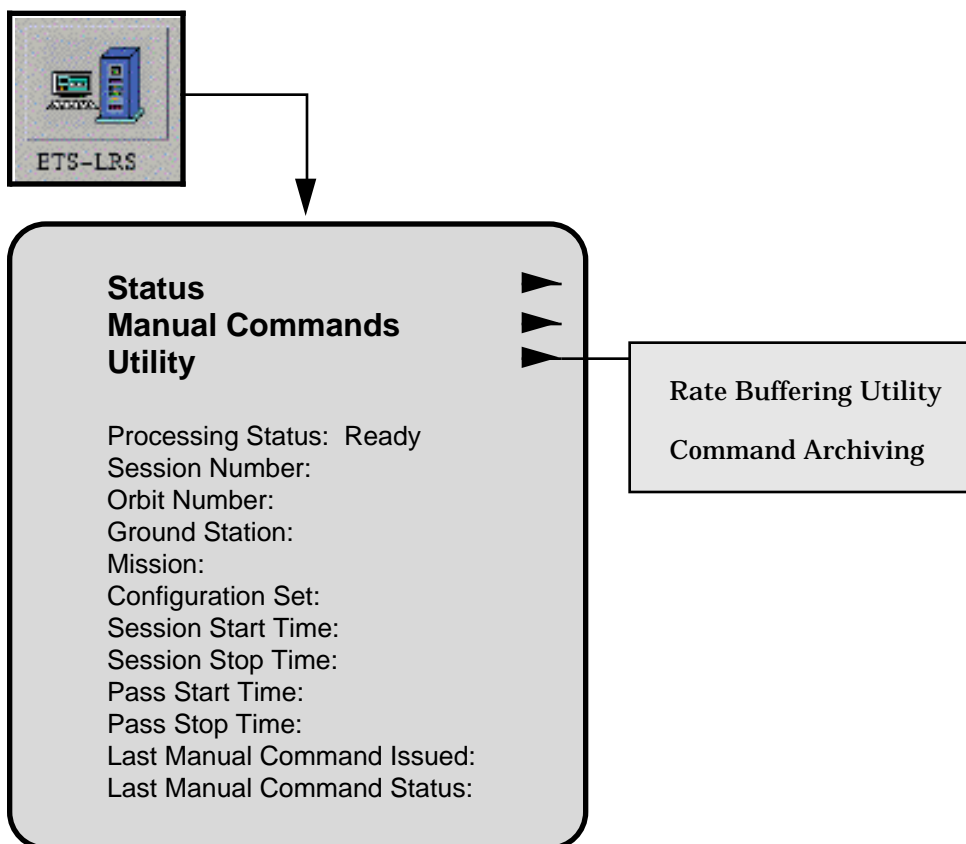 ETS-LRS
Status
Manual Commands
Utility
Rate Buffering Utility
Command Archiving
Processing Status: Ready
Session Number:
Orbit Number:
Ground Station:
Mission:
Configuration Set:
Session Start Time:
Session Stop Time:
Pass Start Time:
Pass Stop Time:
Last Manual Command Issued:
Last Manual Command Status: